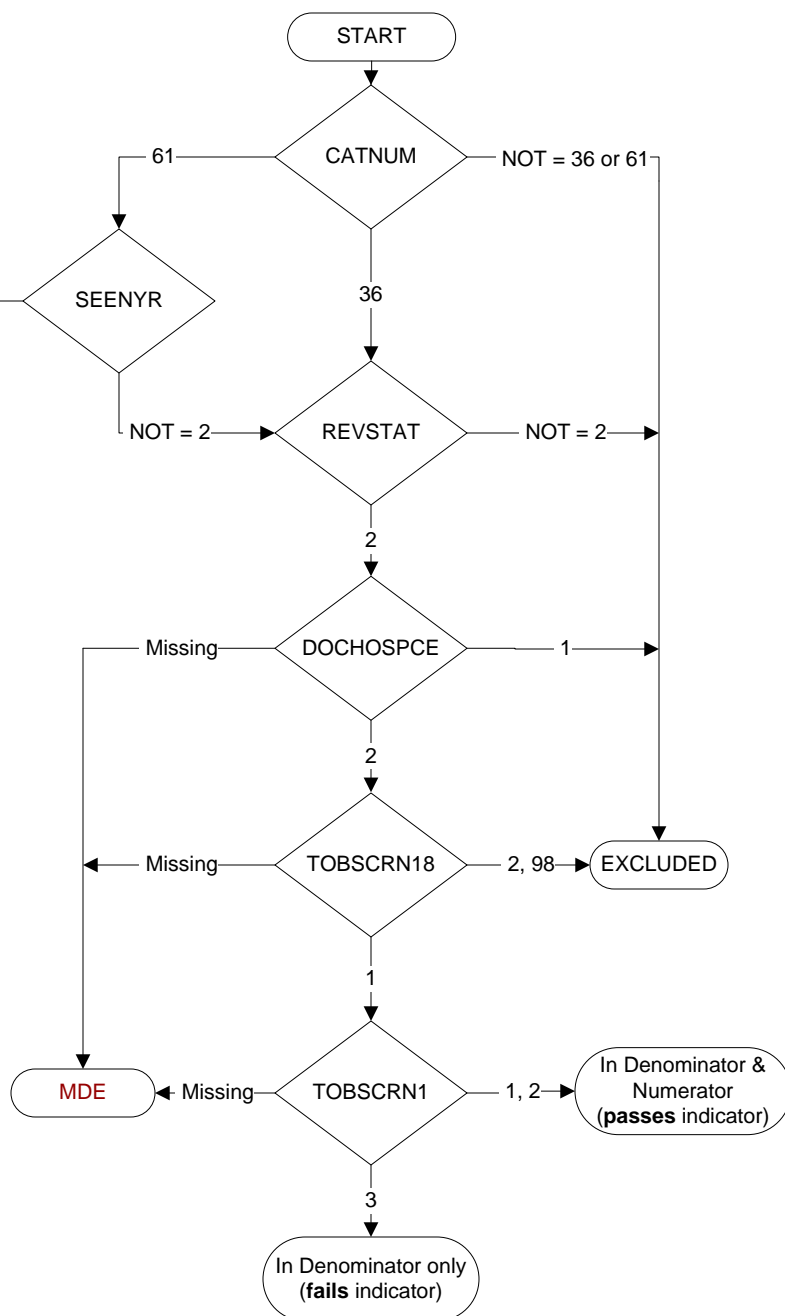 START
CATNUM
61
NOT = 36 or 61
36
SEENYR
NOT = 2
REVSTAT
NOT = 2
2
Missing
DOCHOSPCE
1
2
Missing
TOBSCRN18
2, 98
EXCLUDED
1
MDE
Missing
TOBSCRN1
1, 2
In Denominator &
Numerator
(passes indicator)
3
In Denominator only
(fails indicator)